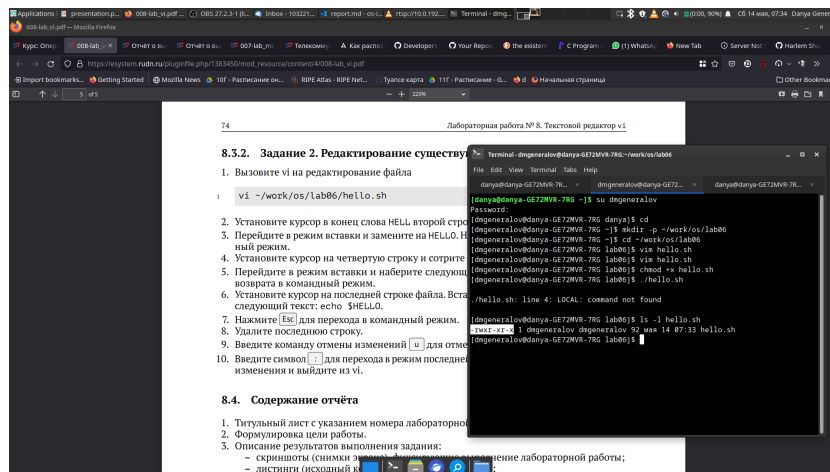 Applications presentation.p... 008-lab_vi.pdf ... OBS 27.2.3-1 (li... Inbox - 103221... report.md - os-i... rtsp://10.0.192.... Terminal - dmg... (0:00, 90%) Сб 14 мая, 07:34 Danya Gener
008-lab_vi.pdf — Mozilla Firefox
Курс: Опер 008-lab_v Отчёт о вы Отчёт о вы 007-lab_mc. Телекомму А Как распоз Developer: Your Repos the existent C Program (1) WhatsAp New Tab Server Not Harlem Sha
https://esystem.rudn.ru/pluginfile.php/1383450/mod_resource/content/4/008-lab_vi.pdf
Import bookmarks... Getting Started Mozilla News 10Г - Расписание он... RIPE Atlas - RIPE Net... Туапсе карта 11Г - Расписание - G... d Начальная страница Other Bookmar
5 of 5 220%
74 Лабораторная работа № 8. Текстовой редактор vi
8.3.2. Задание 2. Редактирование существу
1. Вызовите vi на редактирование файла
1 vi ~/work/os/lab06/hello.sh
2. Установите курсор в конец слова HELL второй стро
3. Перейдите в режим вставки и замените на HELLO. Н
ный режим.
4. Установите курсор на четвертую строку и сотрите
5. Перейдите в режим вставки и наберите следующ
возврата в командный режим.
6. Установите курсор на последней строке файла. Вста
следующий текст: echo $HELLO.
7. Нажмите Esc для перехода в командный режим.
8. Удалите последнюю строку.
9. Введите команду отмены изменений u для отме
10. Введите символ : для перехода в режим последней
изменения и выйдите из vi.
8.4. Содержание отчёта
1. Титульный лист с указанием номера лабораторной
2. Формулировка цели работы.
3. Описание результатов выполнения задания:
– скриншоты (снимки экрана), фиксирующие выполнение лабораторной работы;
– листинги (исходный к
Terminal - dmgeneralov@danya-GE72MVR-7RG:~/work/os/lab06
File Edit View Terminal Tabs Help
danya@danya-GE72MVR-7R... × dmgeneralov@danya-GE72... × danya@danya-GE72MVR-7R... ×
[danya@danya-GE72MVR-7RG ~]$ su dmgeneralov
Password:
[dmgeneralov@danya-GE72MVR-7RG danya]$ cd
[dmgeneralov@danya-GE72MVR-7RG ~]$ mkdir -p ~/work/os/lab06
[dmgeneralov@danya-GE72MVR-7RG ~]$ cd ~/work/os/lab06
[dmgeneralov@danya-GE72MVR-7RG lab06]$ vim hello.sh
[dmgeneralov@danya-GE72MVR-7RG lab06]$ vim hello.sh
[dmgeneralov@danya-GE72MVR-7RG lab06]$ chmod +x hello.sh
[dmgeneralov@danya-GE72MVR-7RG lab06]$ ./hello.sh
./hello.sh: line 4: LOCAL: command not found
[dmgeneralov@danya-GE72MVR-7RG lab06]$ ls -l hello.sh
-rwxr-xr-x 1 dmgeneralov dmgeneralov 92 мая 14 07:33 hello.sh
[dmgeneralov@danya-GE72MVR-7RG lab06]$